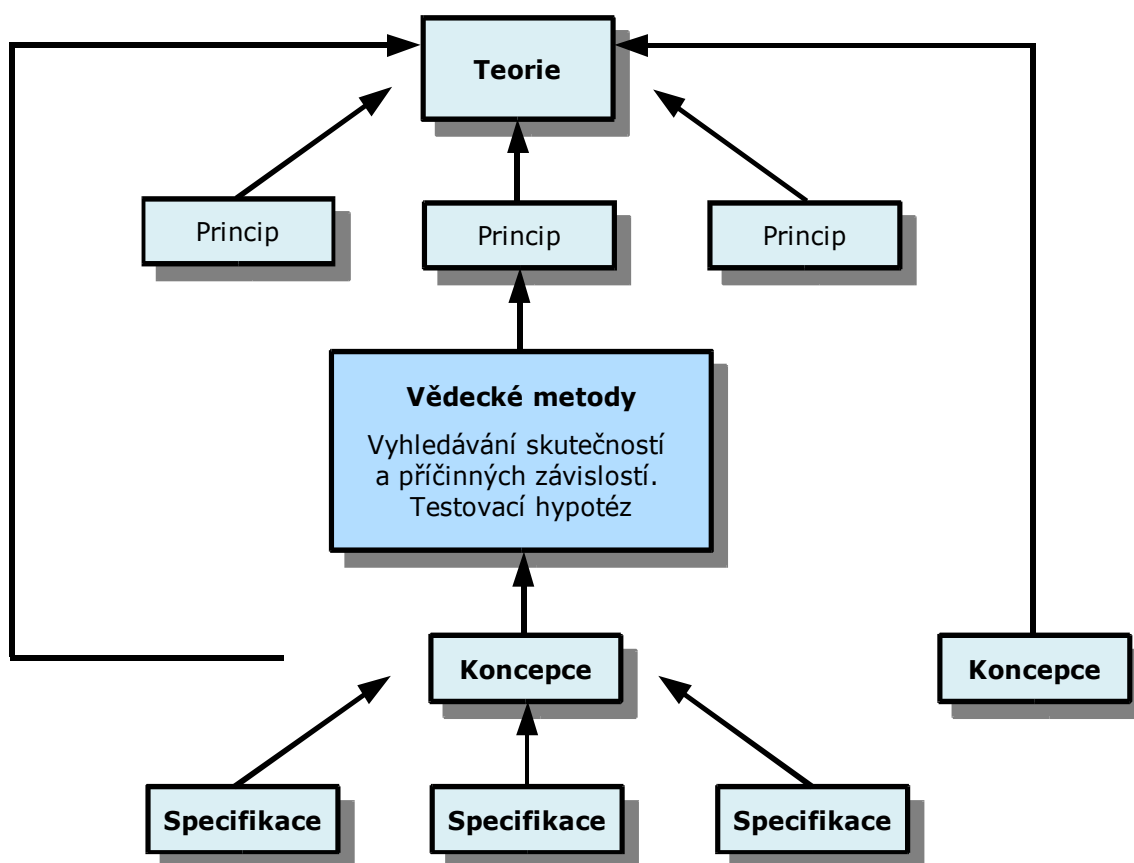 Teorie
Princip
Princip
Princip
Vědecké metody
Vyhledávání skutečností
a příčinných závislostí.
Testovací hypotéz
Koncepce
Koncepce
Specifikace
Specifikace
Specifikace